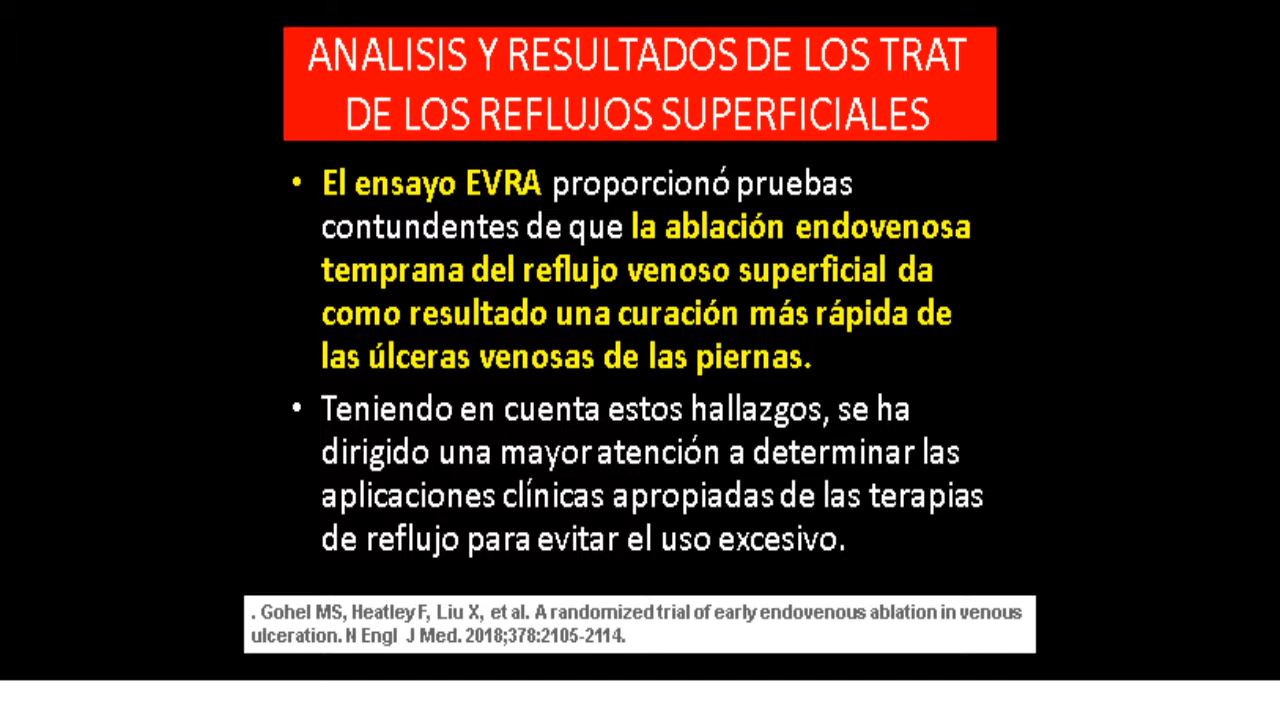 ANALISIS Y RESULTADOS DE LOS TRAT
DE LOS REFLUJOS SUPERFICIALES
• El ensayo EVRA proporcionó pruebas
contundentes de que la ablación endovenosa
temprana del reflujo venoso superficial da
como resultado una curación más rápida de
las úlceras venosas de las piernas.
• Teniendo en cuenta estos hallazgos, se ha
dirigido una mayor atención a determinar las
aplicaciones clínicas apropiadas de las terapias
de reflujo para evitar el uso excesivo.
. Gohel MS, Heatley F, Liu X, et al. A randomized trial of early endovenous ablation in venous
ulceration. N Engl J Med. 2018;378:2105-2114.